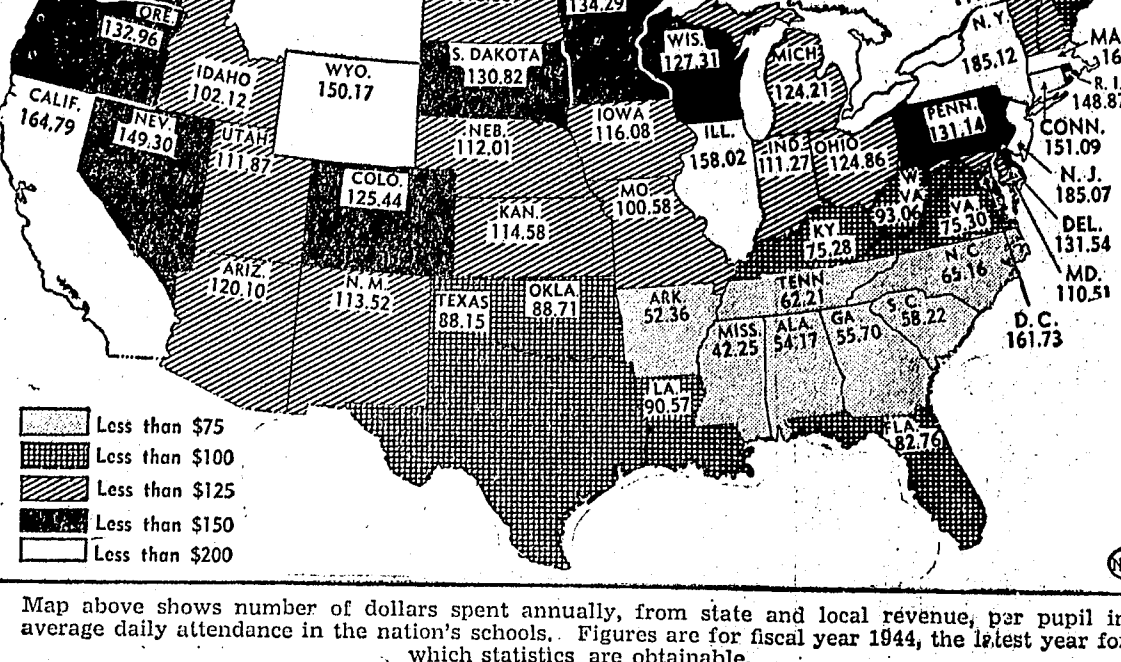 ORE.
132.96
134.29
WIS.
127.31
S. DAKOTA
130.82
N. Y.
185.12
MICH
124.21
IDAHO
102.12
WYO.
150.17
R. I.
148.87
CALIF.
164.79
NEV.
149.30
UTAH
111.87
NEB.
112.01
IOWA
116.08
ILL.
158.02
IND.
111.27
OHIO
124.86
PENN.
131.14
CONN.
151.09
N. J.
185.07
COLO.
125.44
KAN.
114.58
MO.
100.58
KY.
75.28
W.
VA
93.06
VA.
75.30
DEL.
131.54
MD.
110.51
D. C.
161.73
ARIZ.
120.10
N. M.
113.52
TEXAS
88.15
OKLA.
88.71
ARK
52.36
TENN.
62.21
N. C.
65.16
S. C.
58.22
MISS.
42.25
ALA.
54.17
GA
55.70
LA.
90.57
FLA.
82.76
Less than $75
Less than $100
Less than $125
Less than $150
Less than $200
Map above shows number of dollars spent annually, from state and local revenue, per pupil in
average daily attendance in the nation's schools. Figures are for fiscal year 1944, the latest year for
which statistics are obtainable.